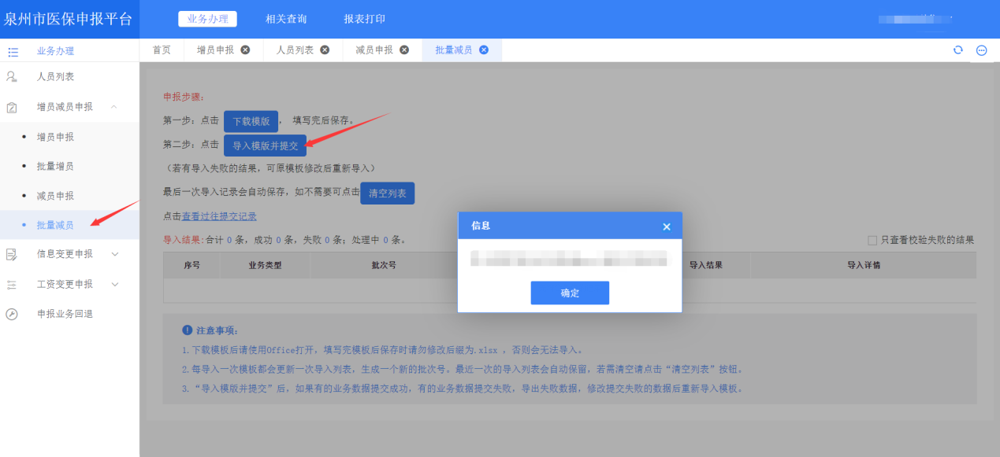 泉州市医保申报平台
业务办理 相关查询 报表打印
业务办理
首页 增员申报 人员列表 减员申报 批量减员
人员列表
增员减员申报
增员申报
批量增员
减员申报
批量减员
信息变更申报
工资变更申报
申报业务回退
申报步骤:
第一步: 点击 下载模版 , 填写完后保存。
第二步: 点击 导入模版并提交
(若有导入失败的结果, 可原模板修改后重新导入)
最后一次导入记录会自动保存, 如不需要可点击 清空列表
点击查看过往提交记录
导入结果:合计 0 条, 成功 0 条, 失败 0 条; 处理中 0 条。
只查看校验失败的结果
序号 业务类型 批次号 导入结果 导入详情
信息
确定
注意事项:
1.下载模板后请使用Office打开, 填写完模板后保存时请勿修改后缀为.xlsx , 否则会无法导入。
2.每导入一次模板都会更新一次导入列表, 生成一个新的批次号。最近一次的导入列表会自动保留, 若需清空请点击“清空列表”按钮。
3.“导入模版并提交”后, 如果有的业务数据提交成功, 有的业务数据提交失败, 导出失败数据, 修改提交失败的数据后重新导入模板。